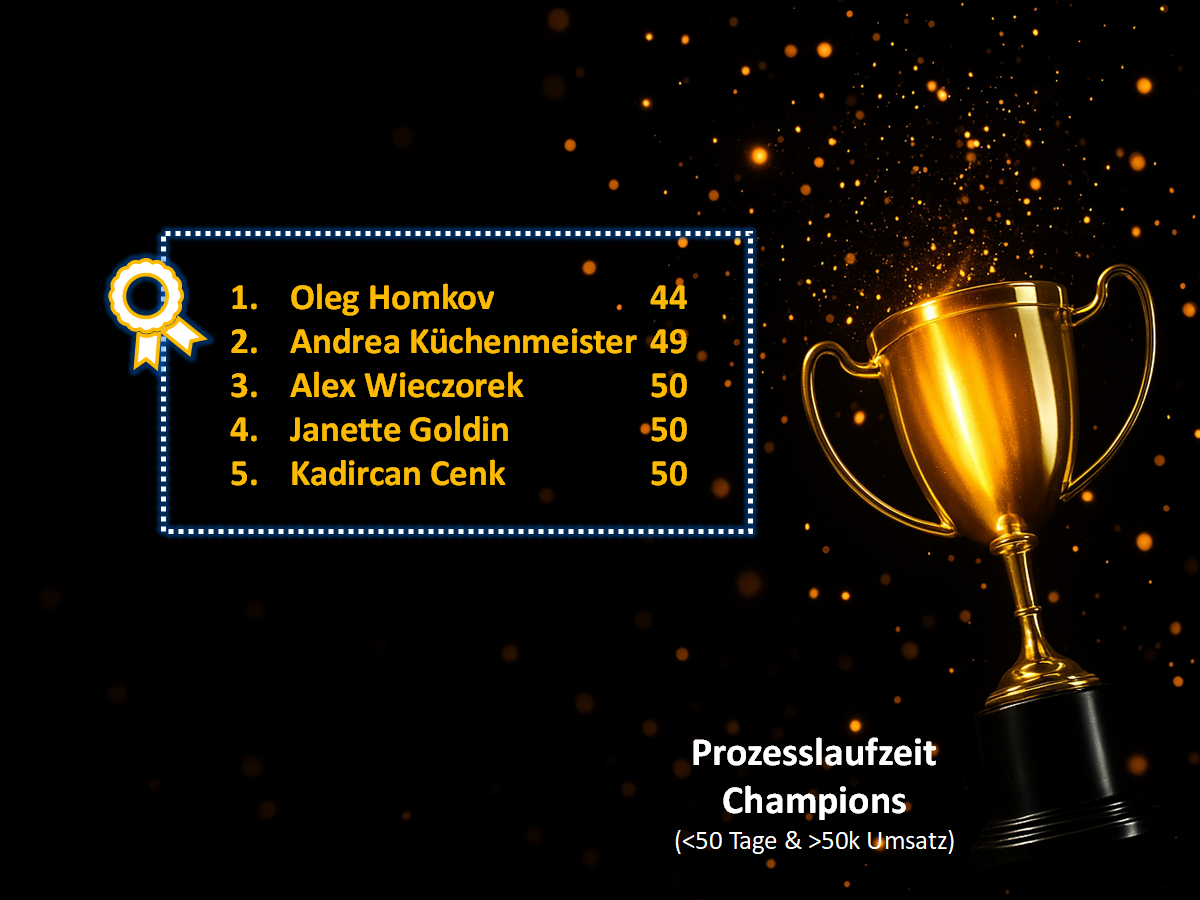 1. Oleg Homkov 44
2. Andrea Küchenmeister 49
3. Alex Wieczorek 50
4. Janette Goldin 50
5. Kadircan Cenk 50
Prozesslaufzeit
Champions
(<50 Tage & >50k Umsatz)